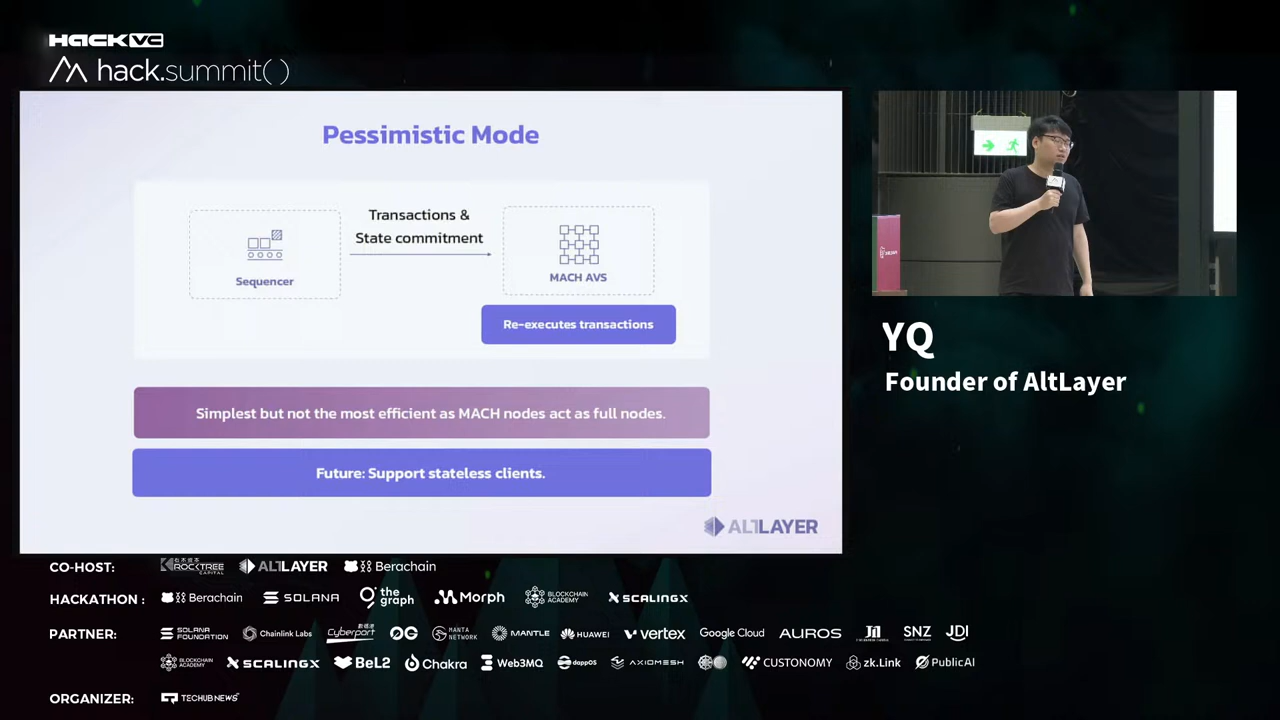 HACK VC
hack.summit()
Pessimistic Mode
Transactions &
State commitment
Sequencer
MACH AVS
Re-executes transactions
Simplest but not the most efficient as MACH nodes act as full nodes.
Future: Support stateless clients.
ALTLAYER
YQ
Founder of AltLayer
CO-HOST:
ROCKTREE CAPITAL
ALTLAYER
Berachain
HACKATHON :
Berachain
SOLANA
the graph
Morph
BLOCKCHAIN ACADEMY
SCALINGX
PARTNER:
SOLANA FOUNDATION
Chainlink Labs
Cyberport
0G
MANTA NETWORK
MANTLE
HUAWEI
vertex
Google Cloud
AUROS
SNZ
JDI
BLOCKCHAIN ACADEMY
SCALINGX
BeL2
Chakra
Web3MQ
dappOS
AXIOMESH
CUSTONOMY
zk.Link
PublicAI
ORGANIZER:
TECHUB NEWS